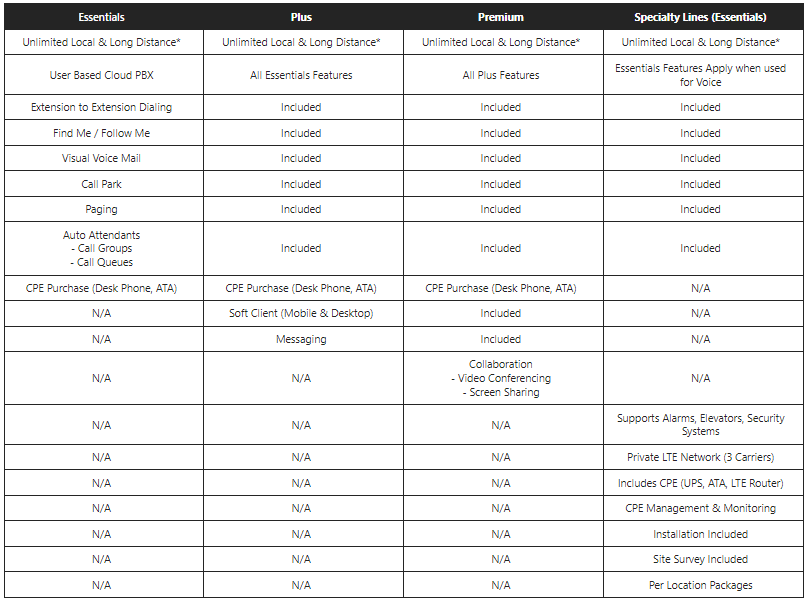 Essentials Plus Premium Specialty Lines (Essentials)
Unlimited Local & Long Distance* Unlimited Local & Long Distance* Unlimited Local & Long Distance* Unlimited Local & Long Distance*
User Based Cloud PBX All Essentials Features All Plus Features Essentials Features Apply when used
for Voice
Extension to Extension Dialing Included Included Included
Find Me / Follow Me Included Included Included
Visual Voice Mail Included Included Included
Call Park Included Included Included
Paging Included Included Included
Auto Attendants
- Call Groups Included Included Included
- Call Queues
CPE Purchase (Desk Phone, ATA) CPE Purchase (Desk Phone, ATA) CPE Purchase (Desk Phone, ATA) N/A
N/A Soft Client (Mobile & Desktop) Included N/A
N/A Messaging Included N/A
Collaboration
N/A N/A - Video Conferencing N/A
- Screen Sharing
N/A N/A N/A Supports Alarms, Elevators, Security
Systems
N/A N/A N/A Private LTE Network (3 Carriers)
N/A N/A N/A Includes CPE (UPS, ATA, LTE Router)
N/A N/A N/A CPE Management & Monitoring
N/A N/A N/A Installation Included
N/A N/A N/A Site Survey Included
N/A N/A N/A Per Location Packages